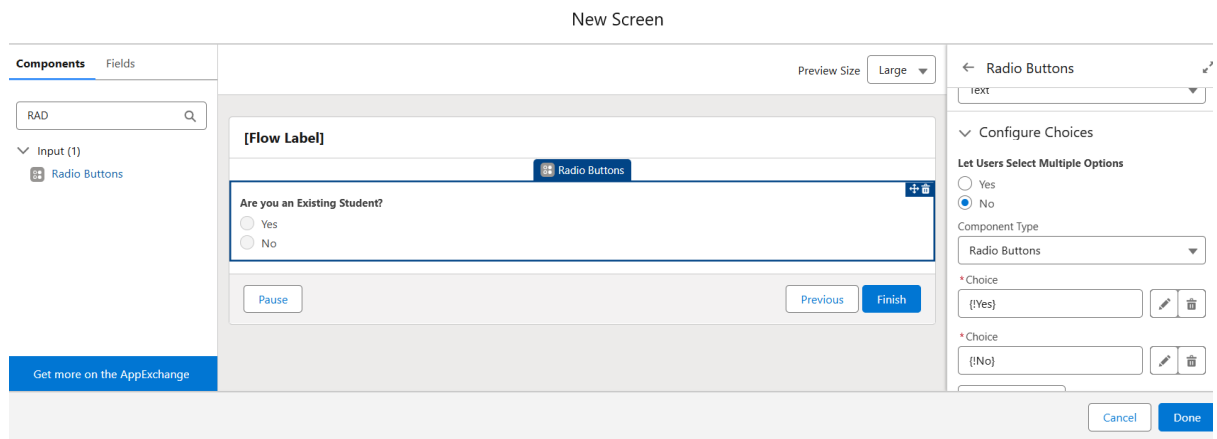 New Screen
Components Fields
Preview Size Large
Radio Buttons
Text
RAD
Input (1)
Radio Buttons
[Flow Label]
Radio Buttons
Are you an Existing Student?
Yes
No
Pause
Previous Finish
Configure Choices
Let Users Select Multiple Options
Yes
No
Component Type
Radio Buttons
*Choice
{!Yes}
*Choice
{!No}
Get more on the AppExchange
Cancel Done